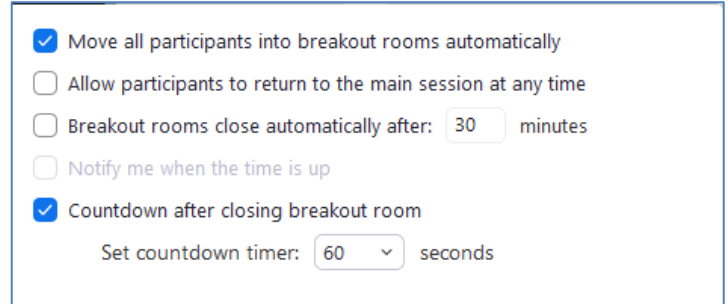 Move all participants into breakout rooms automatically
Allow participants to return to the main session at any time
Breakout rooms close automatically after: 30 minutes
Notify me when the time is up
Countdown after closing breakout room
Set countdown timer: 60 seconds